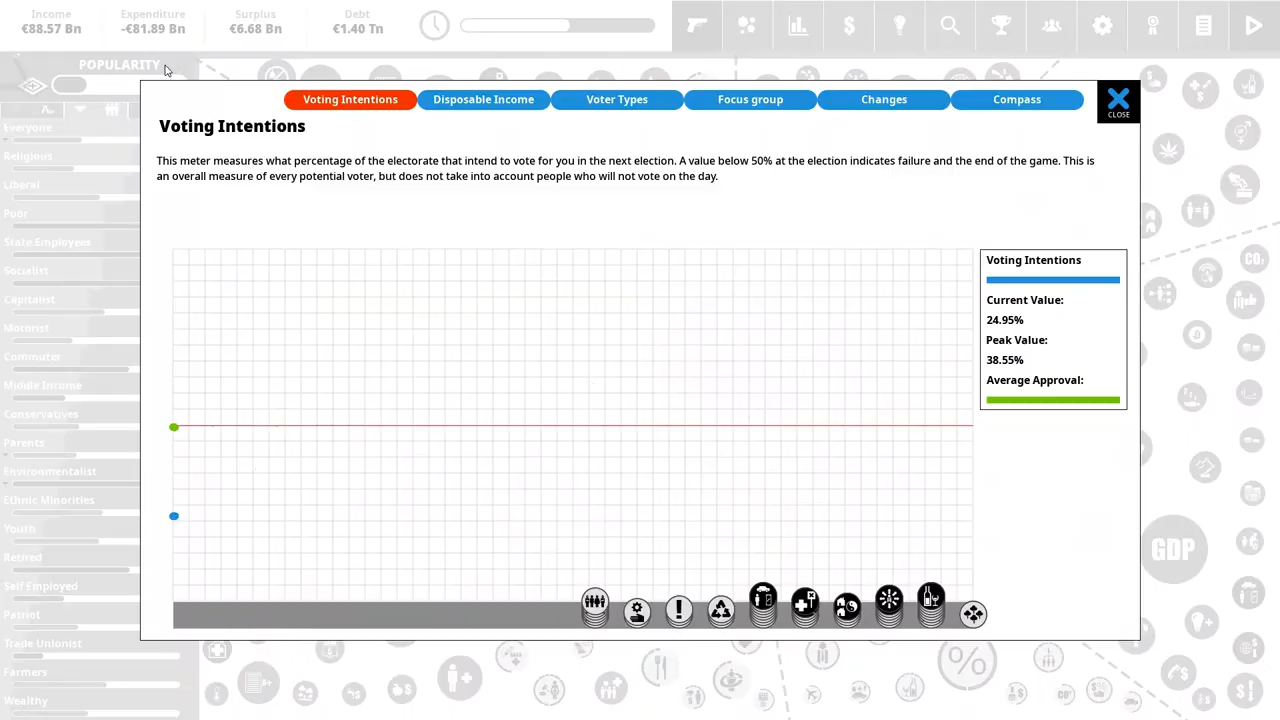 Income
Expenditure
Surplus
Debt
€88.57 Bn
-€81.89 Bn
€6.68 Bn
€1.40 Tn
POPULARITY
Voting Intentions
Disposable Income
Voter Types
Focus group
Changes
Compass
CLOSE
Voting Intentions
This meter measures what percentage of the electorate that intend to vote for you in the next election. A value below 50% at the election indicates failure and the end of the game. This is
an overall measure of every potential voter, but does not take into account people who will not vote on the day.
Everyone
Religious
Liberal
Poor
State Employees
Socialist
Capitalist
Motorist
Commuter
Middle Income
Conservatives
Parents
Environmentalist
Ethnic Minorities
Youth
Retired
Self Employed
Patriot
Trade Unionist
Farmers
Wealthy
Voting Intentions
Current Value:
24.95%
Peak Value:
38.55%
Average Approval:
CO₂
GDP
%